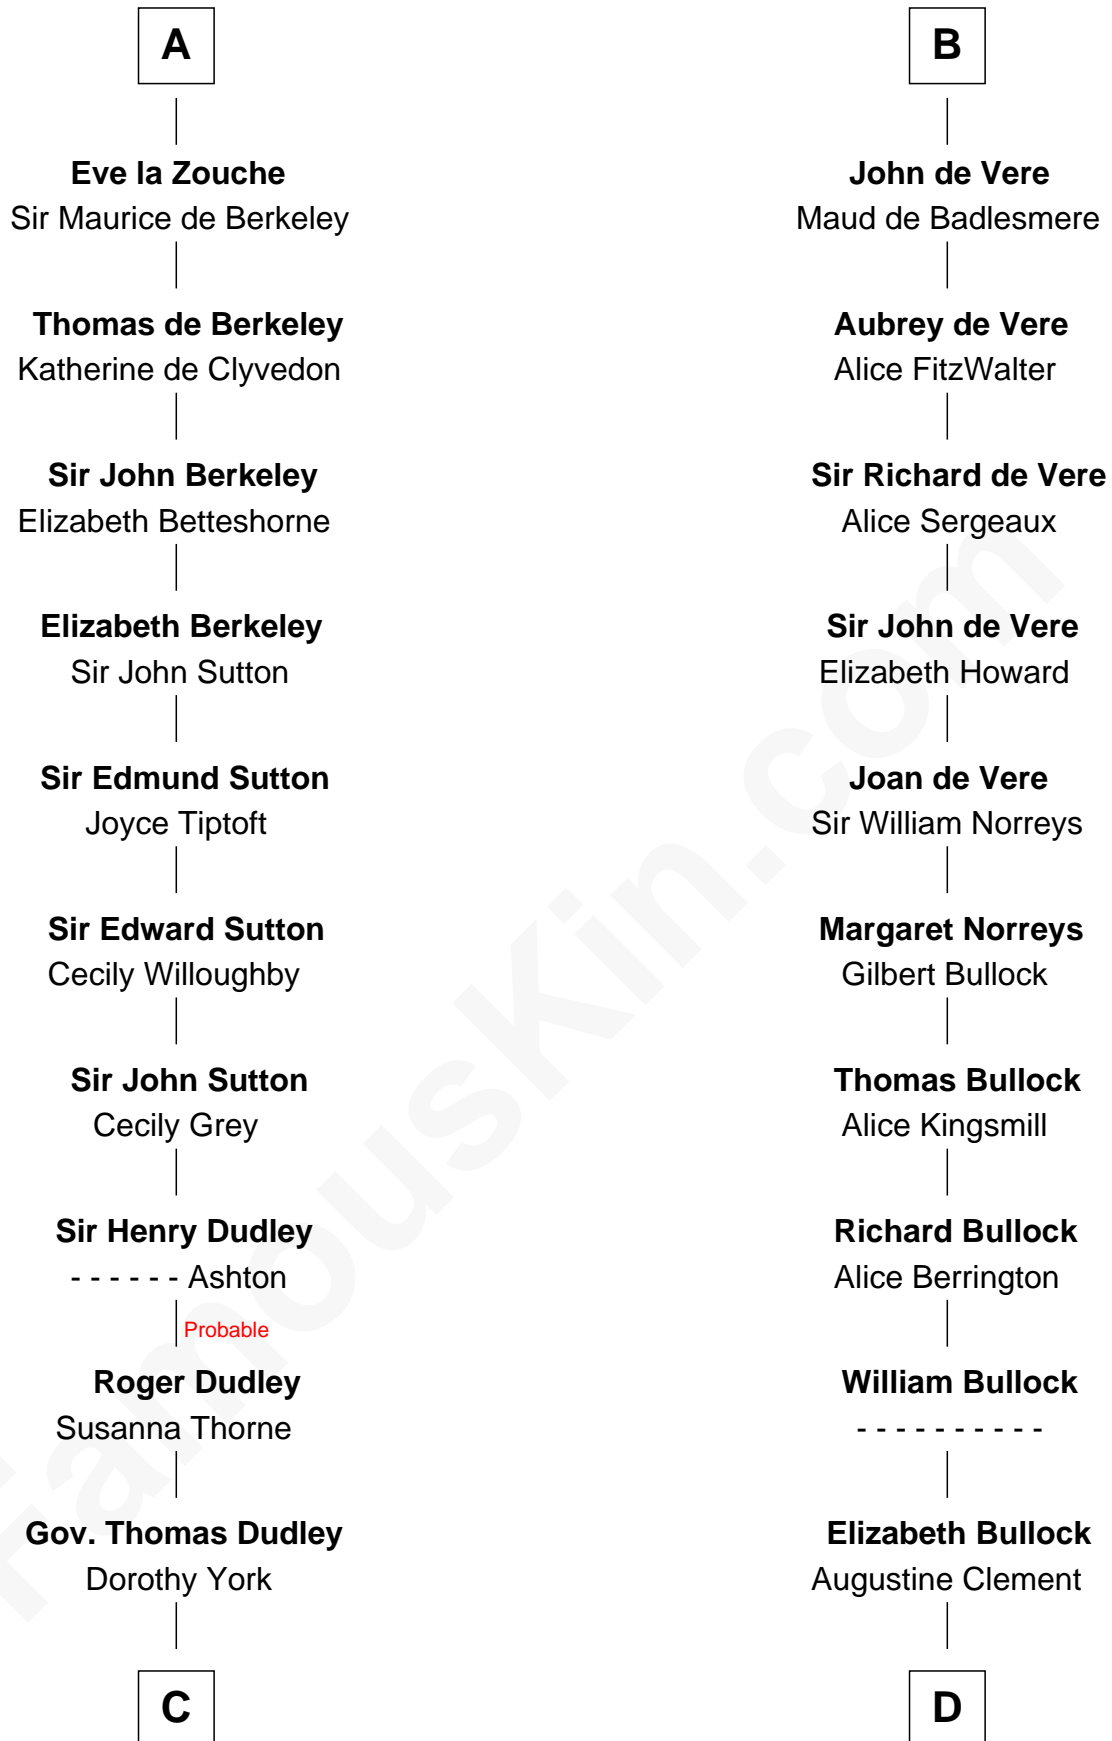 A
Eve la Zouche
Sir Maurice de Berkeley
Thomas de Berkeley
Katherine de Clyvedon
Sir John Berkeley
Elizabeth Betteshorne
Elizabeth Berkeley
Sir John Sutton
Sir Edmund Sutton
Joyce Tiptoft
Sir Edward Sutton
Cecily Willoughby
Sir John Sutton
Cecily Grey
Sir Henry Dudley
- - - - - - Ashton
Probable
Roger Dudley
Susanna Thorne
Gov. Thomas Dudley
Dorothy York
C
B
John de Vere
Maud de Badlesmere
Aubrey de Vere
Alice FitzWalter
Sir Richard de Vere
Alice Sergeaux
Sir John de Vere
Elizabeth Howard
Joan de Vere
Sir William Norreys
Margaret Norreys
Gilbert Bullock
Thomas Bullock
Alice Kingsmill
Richard Bullock
Alice Berrington
William Bullock
- - - - - - - - - -
Elizabeth Bullock
Augustine Clement
D
FamousKin.com